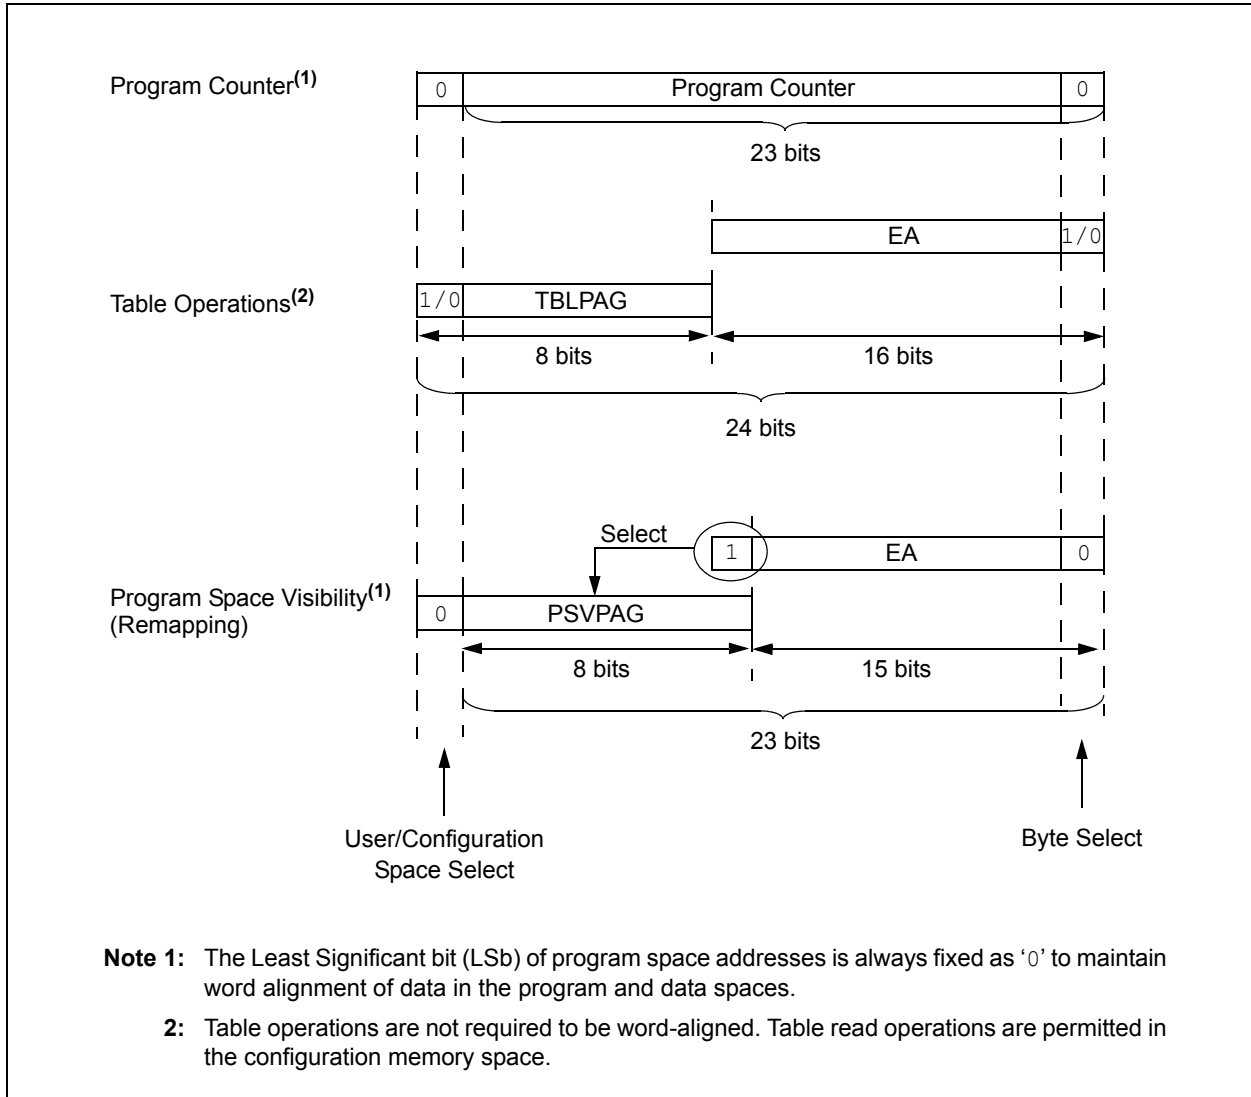 Program Counter(1)
0 Program Counter 0
23 bits
EA 1/0
Table Operations(2)
1/0 TBLPAG
8 bits 16 bits
24 bits
Select
1 EA 0
Program Space Visibility(1)
(Remapping)
0 PSVPAG
8 bits 15 bits
23 bits
User/Configuration
Space Select
Byte Select
Note 1: The Least Significant bit (LSb) of program space addresses is always fixed as ‘0’ to maintain
word alignment of data in the program and data spaces.
2: Table operations are not required to be word-aligned. Table read operations are permitted in
the configuration memory space.